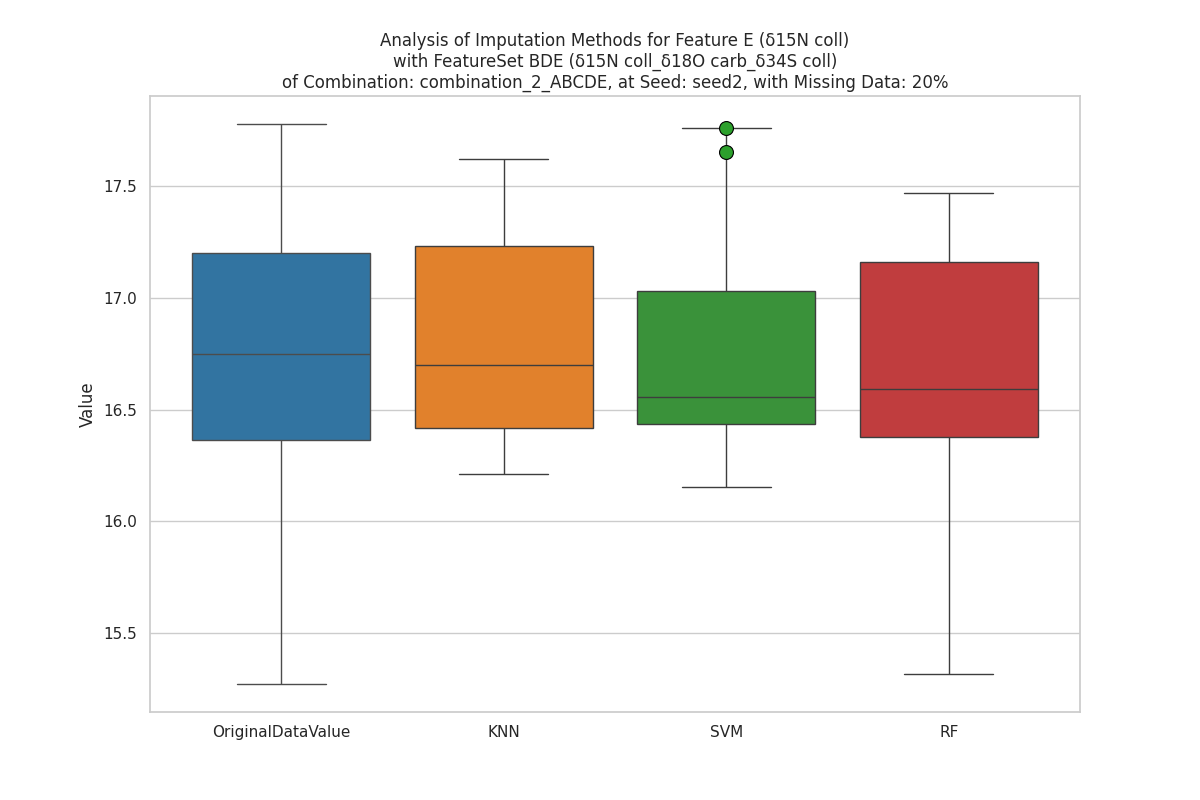 Analysis of Imputation Methods for Feature E (δ15N coll)
with FeatureSet BDE (δ15N coll_δ18O carb_δ34S coll)
of Combination: combination_2_ABCDE, at Seed: seed2, with Missing Data: 20%
Value
17.5
17.0
16.5
16.0
15.5
OriginalDataValue
KNN
SVM
RF